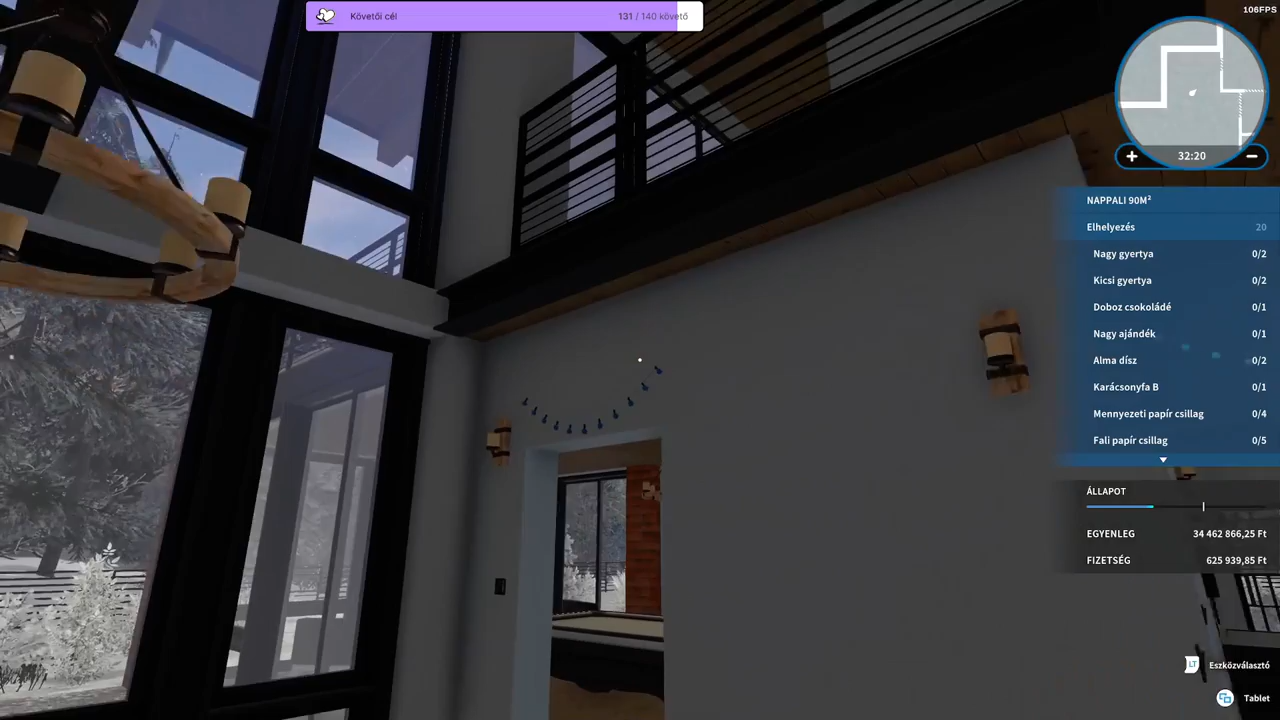 Követői cél
131 / 140 követő
106FPS
32:20
NAPPALI 90M²
Elhelyezés 20
Nagy gyertya 0/2
Kicsi gyertya 0/2
Doboz csokoládé 0/1
Nagy ajándék 0/1
Alma dísz 0/2
Karácsonyfa B 0/1
Mennyezeti papír csillag 0/4
Fali papír csillag 0/5
ÁLLAPOT
EGYENLEG 34 462 866,25 Ft
FIZETSÉG 625 939,85 Ft
LT Eszközválasztó
Tablet